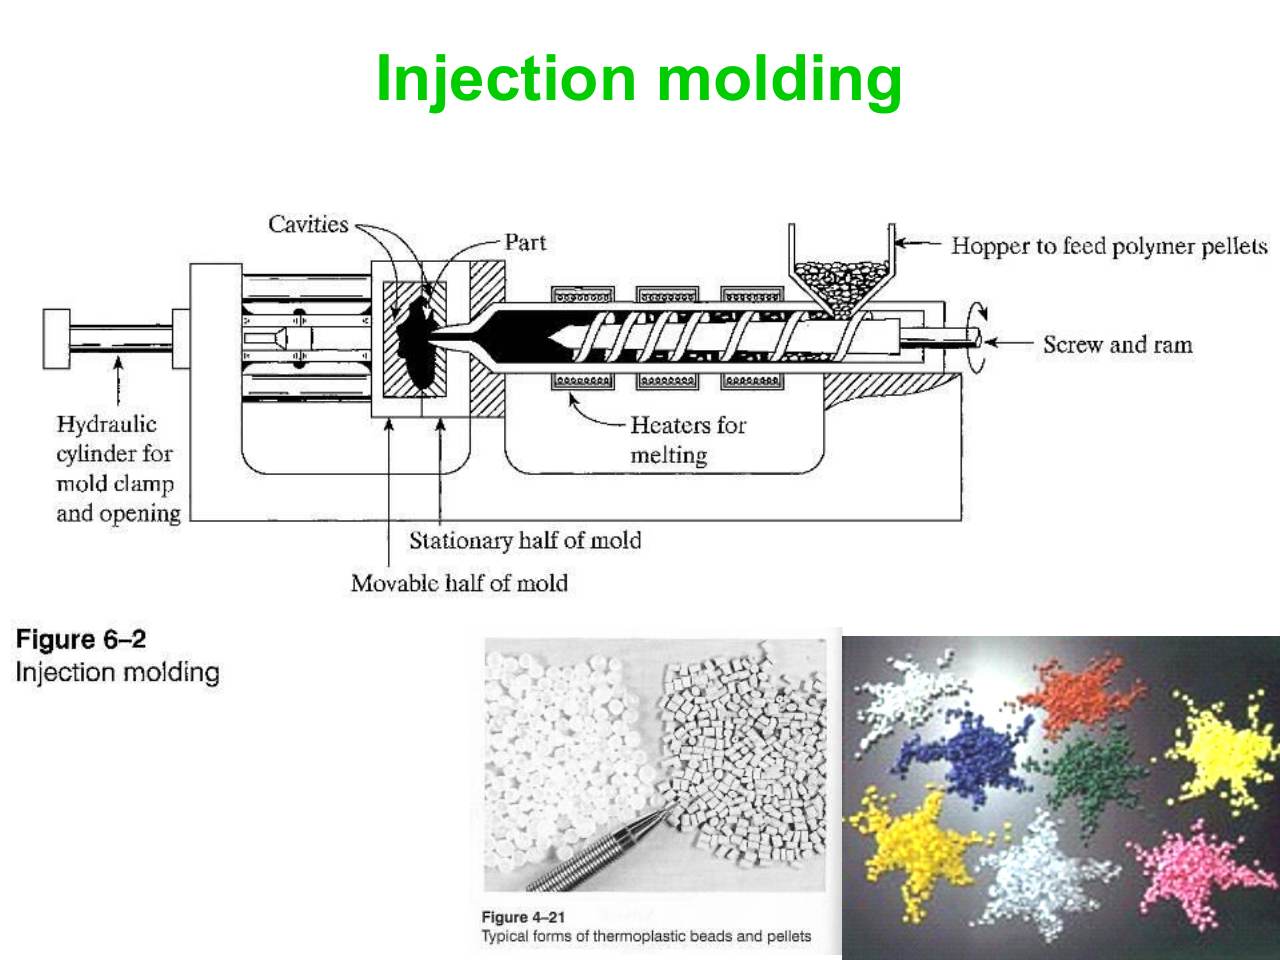 Injection molding
Cavities
Part
Hopper to feed polymer pellets
Screw and ram
Hydraulic
cylinder for
mold clamp
and opening
Heaters for
melting
Stationary half of mold
Movable half of mold
Figure 6–2
Injection molding
Figure 4–21
Typical forms of thermoplastic beads and pellets